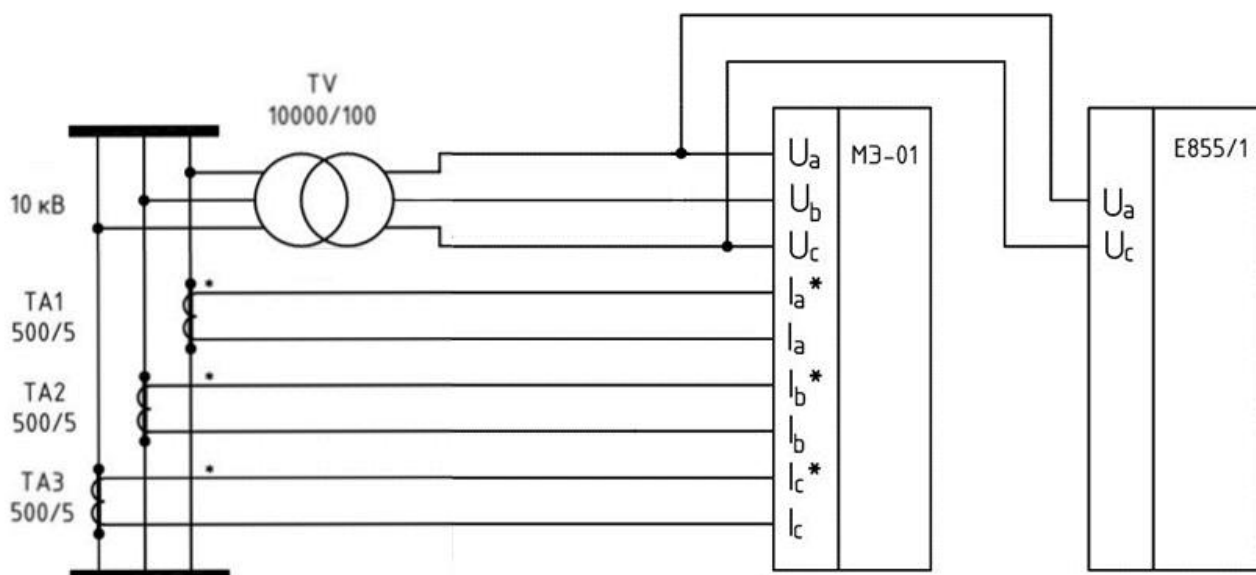 TV
10000/100
10 кВ
TA1
500/5
TA2
500/5
TA3
500/5
*
*
*
МЭ-01
Ua
Ub
Uc
Ia*
Ia
Ib*
Ib
Ic*
Ic
E855/1
Ua
Uc